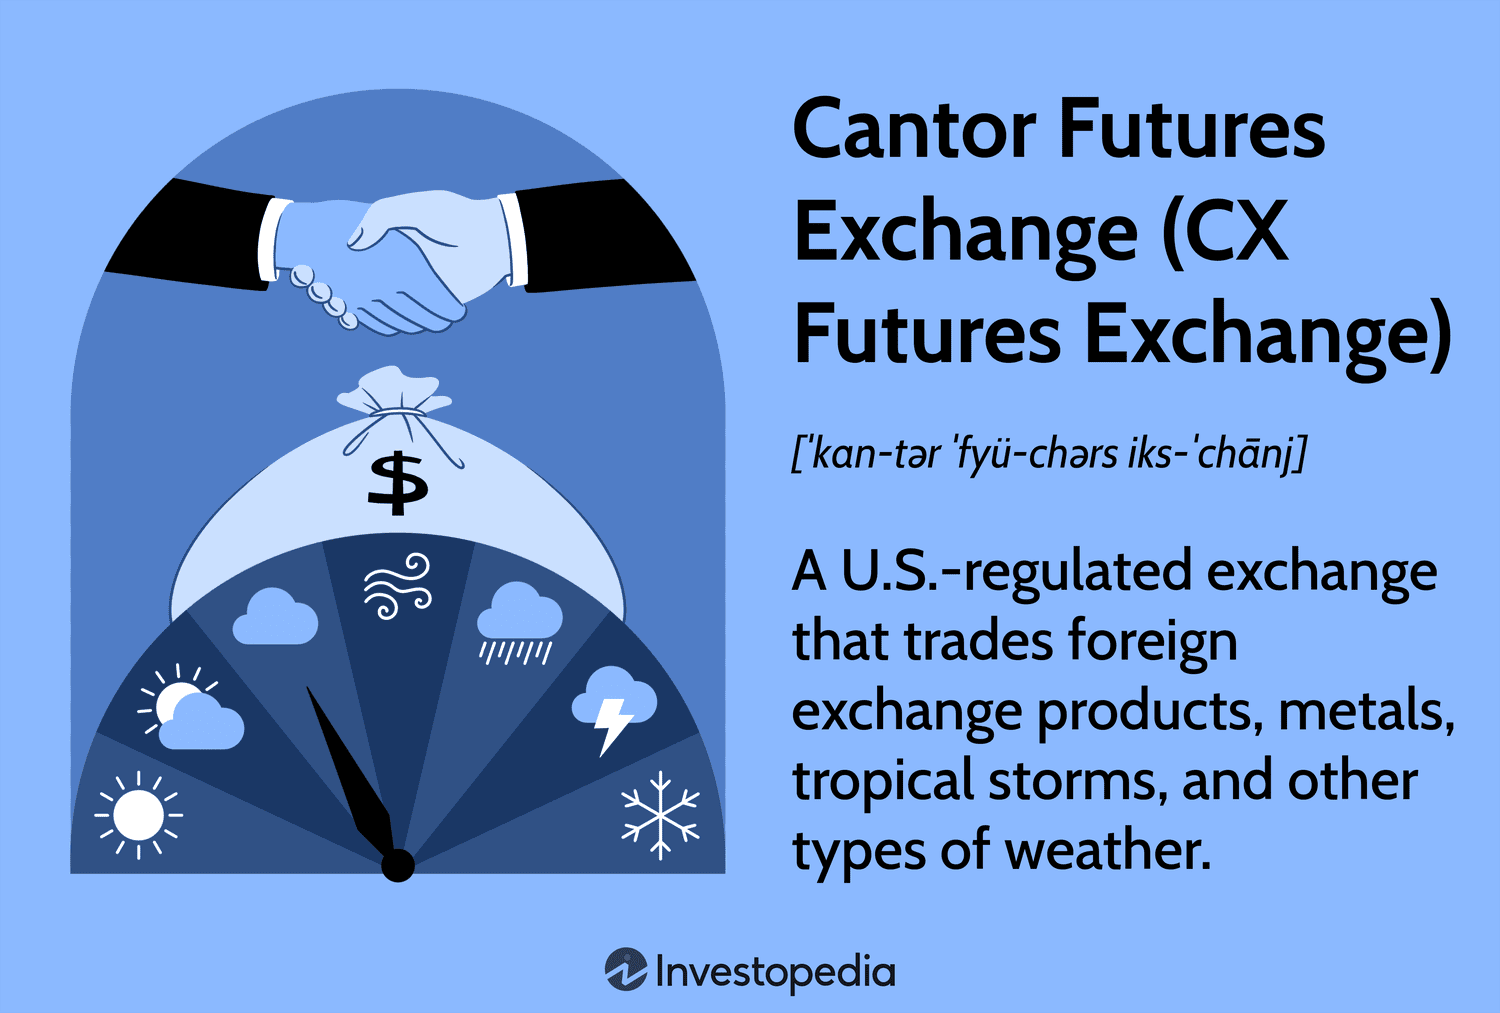 Cantor Futures
Exchange (CX
Futures Exchange)
[ˈkan-tər ˈfyü-chərs iks-ˈchānj]
$
A U.S.-regulated exchange
that trades foreign
exchange products, metals,
tropical storms, and other
types of weather.
Investopedia